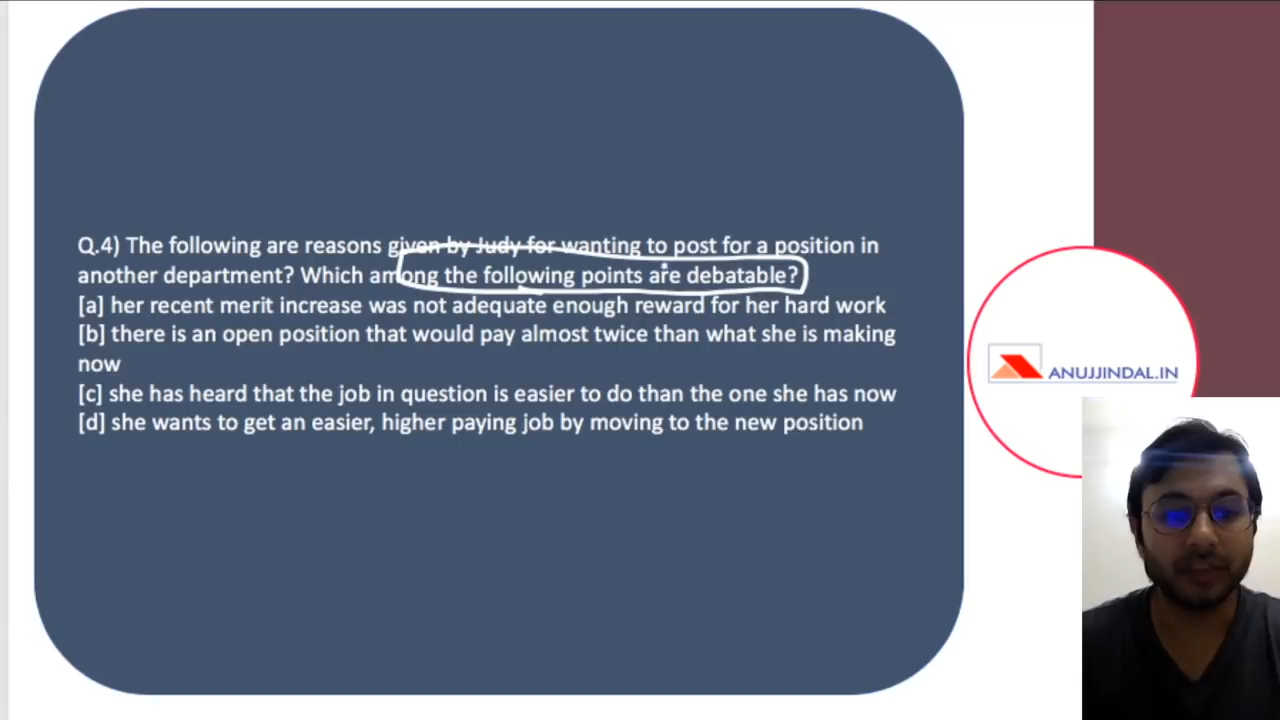 Q.4) The following are reasons given by Judy for wanting to post for a position in
another department? Which among the following points are debatable?
[a] her recent merit increase was not adequate enough reward for her hard work
[b] there is an open position that would pay almost twice than what she is making
now
[c] she has heard that the job in question is easier to do than the one she has now
[d] she wants to get an easier, higher paying job by moving to the new position
ANUJJINDAL.IN